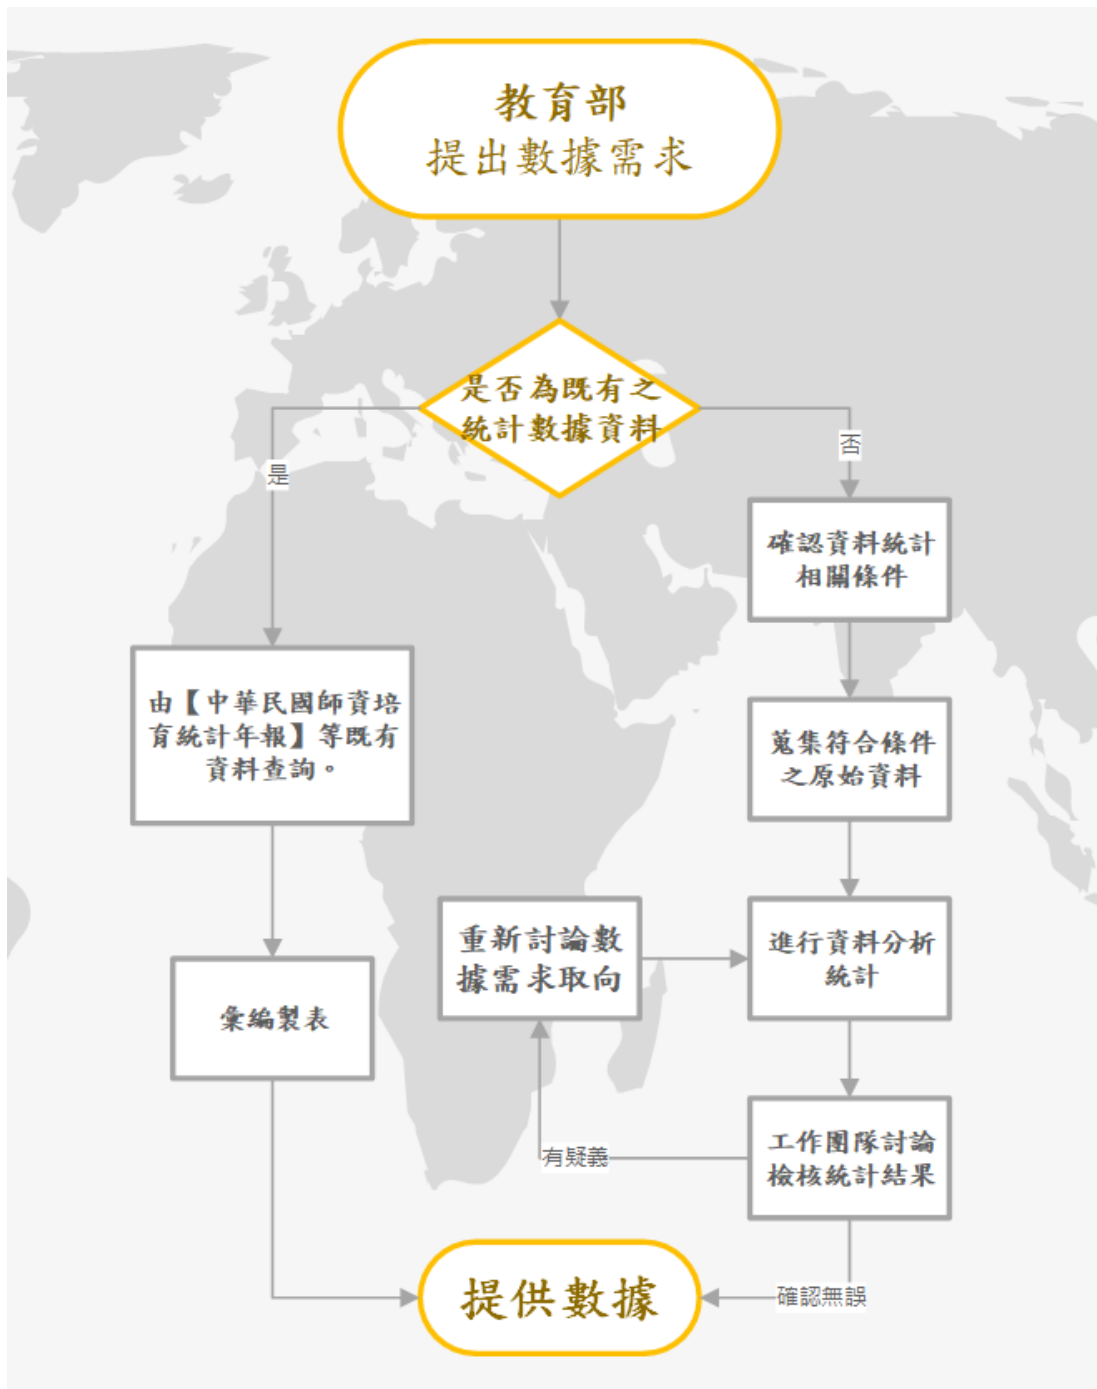 教育部
提出數據需求
是否為既有之
統計數據資料
是
否
由【中華民國師資培
育統計年報】等既有
資料查詢。
彙編製表
確認資料統計
相關條件
蒐集符合條件
之原始資料
進行資料分析
統計
工作團隊討論
檢核統計結果
有疑義
重新討論數
據需求取向
確認無誤
提供數據